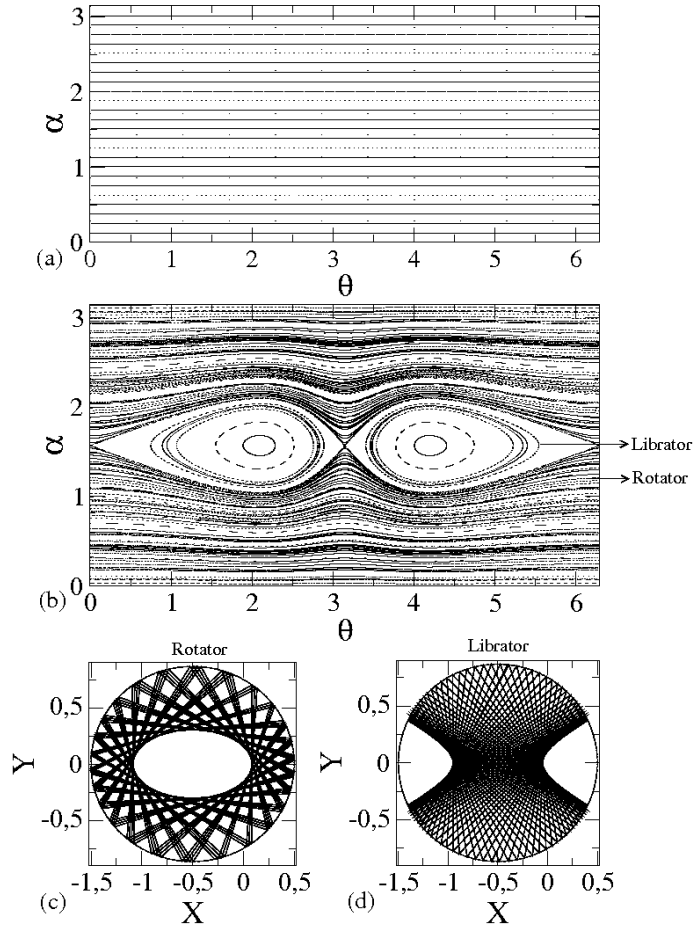 3
2
α
1
0
(a)
0 1 2 3 4 5 6
θ
3
2
α
1
0
Librator
Rotator
(b)
0 1 2 3 4 5 6
θ
Rotator
Librator
0,5
Y
0
-0,5
(c)
-1,5 -1 -0,5 0 0,5
X
0,5
Y
0
-0,5
(d)
-1,5 -1 -0,5 0 0,5
X